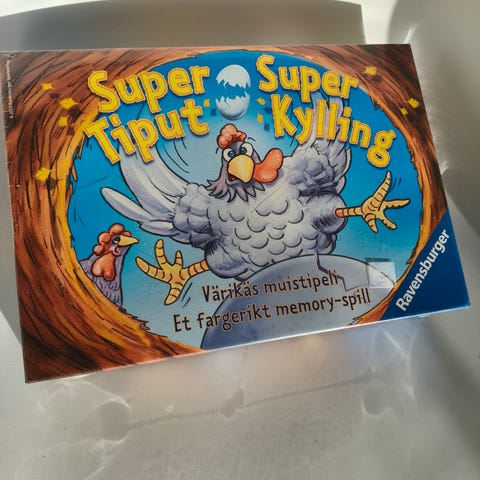 Super
Tiput
Super
Kylling
Värikäs muistipeli
Et fargerikt memory-spill
Ravensburger